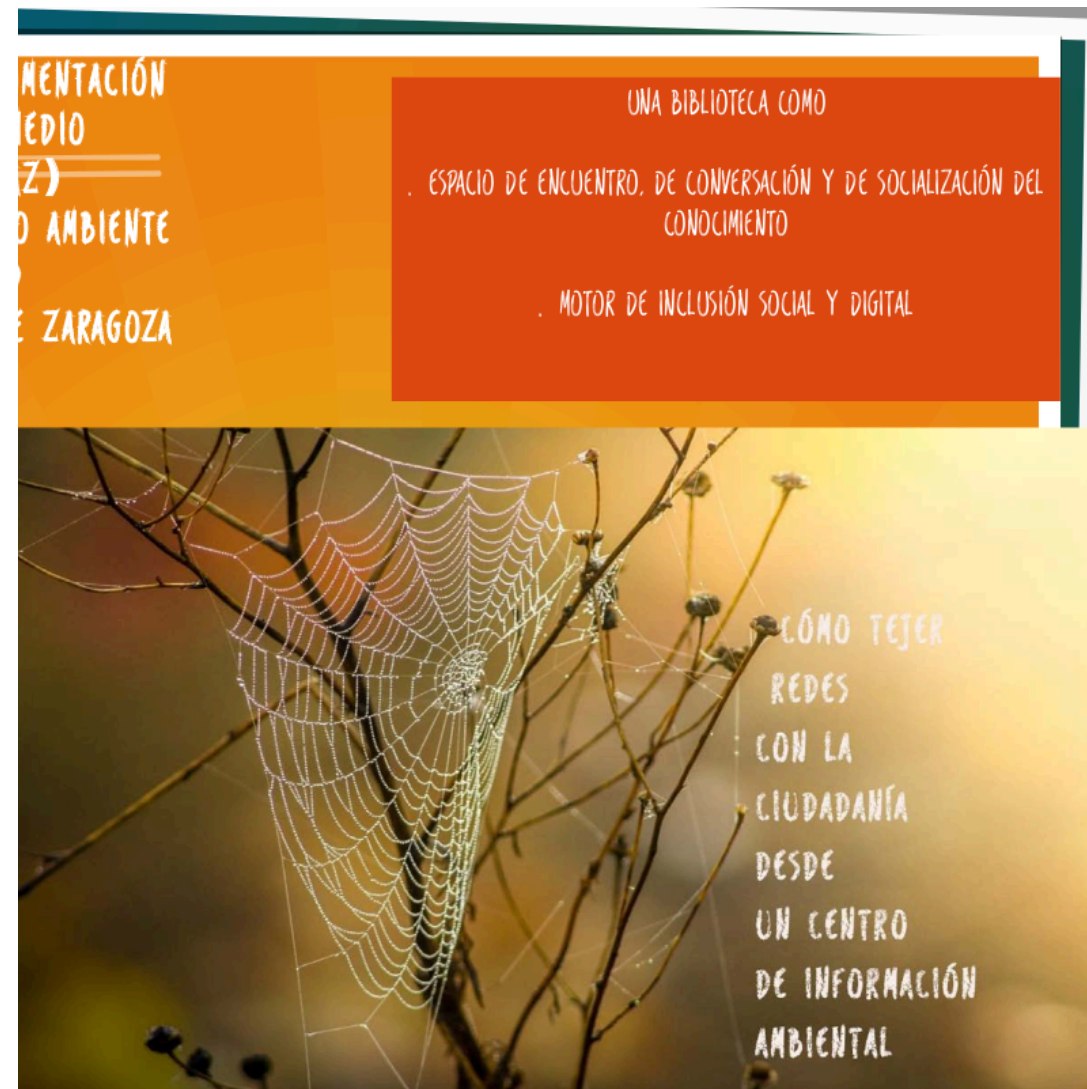 MENTACIÓN
MEDIO
Z)
O AMBIENTE
E ZARAGOZA
UNA BIBLIOTECA COMO
. ESPACIO DE ENCUENTRO, DE CONVERSACIÓN Y DE SOCIALIZACIÓN DEL
CONOCIMIENTO
. MOTOR DE INCLUSIÓN SOCIAL Y DIGITAL
CÓMO TEJER
REDES
CON LA
CIUDADANÍA
DESDE
UN CENTRO
DE INFORMACIÓN
AMBIENTAL